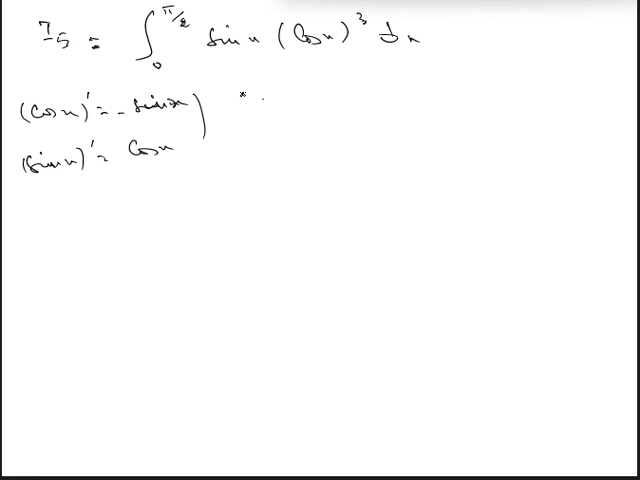 I5 = ∫₀^π/2 sin x (Cos x)³ dx
(Cos x)' = - sin x ) *
(sin x)' = Cos x